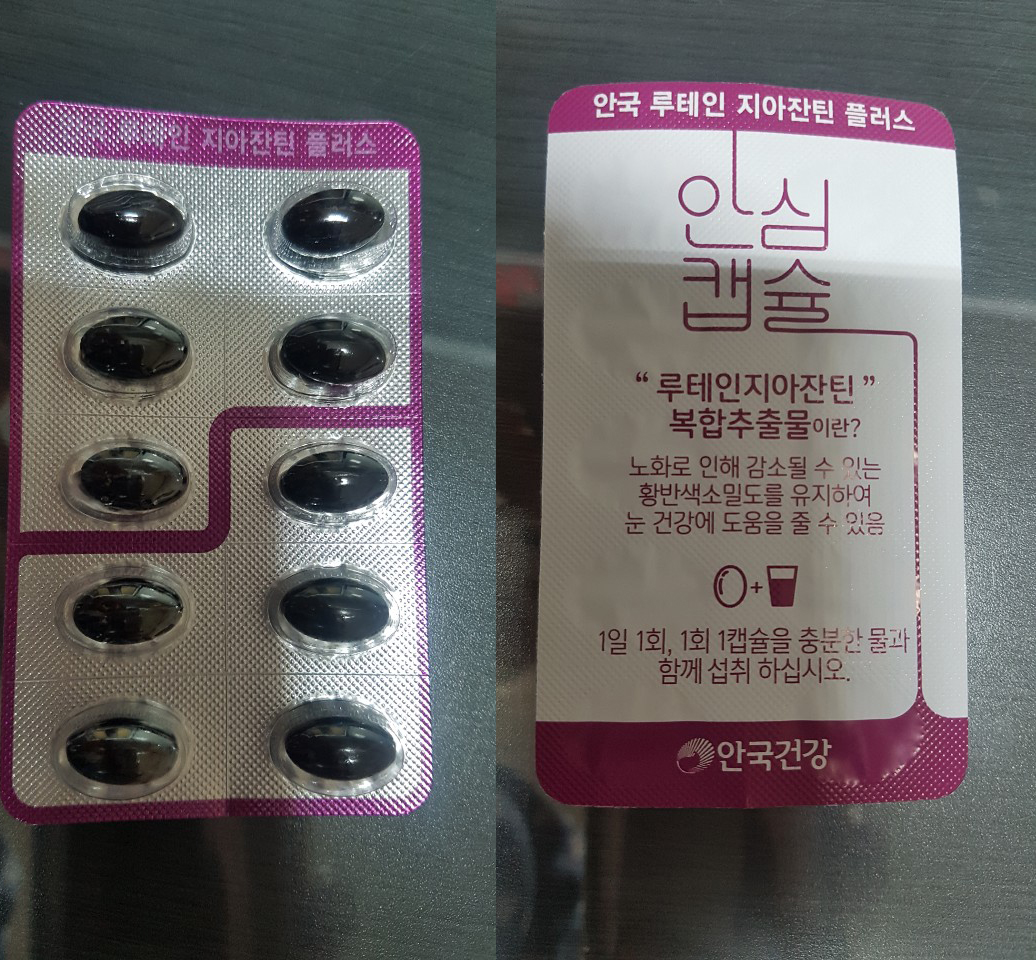 안국 루테인 지아잔틴 플러스
안국 루테인 지아잔틴 플러스
안심
캡슐
“ 루테인지아잔틴 ”
복합추출물이란?
노화로 인해 감소될 수 있는
황반색소밀도를 유지하여
눈 건강에 도움을 줄 수 있음
+
1일 1회, 1회 1캡슐을 충분한 물과
함께 섭취 하십시오.
안국건강